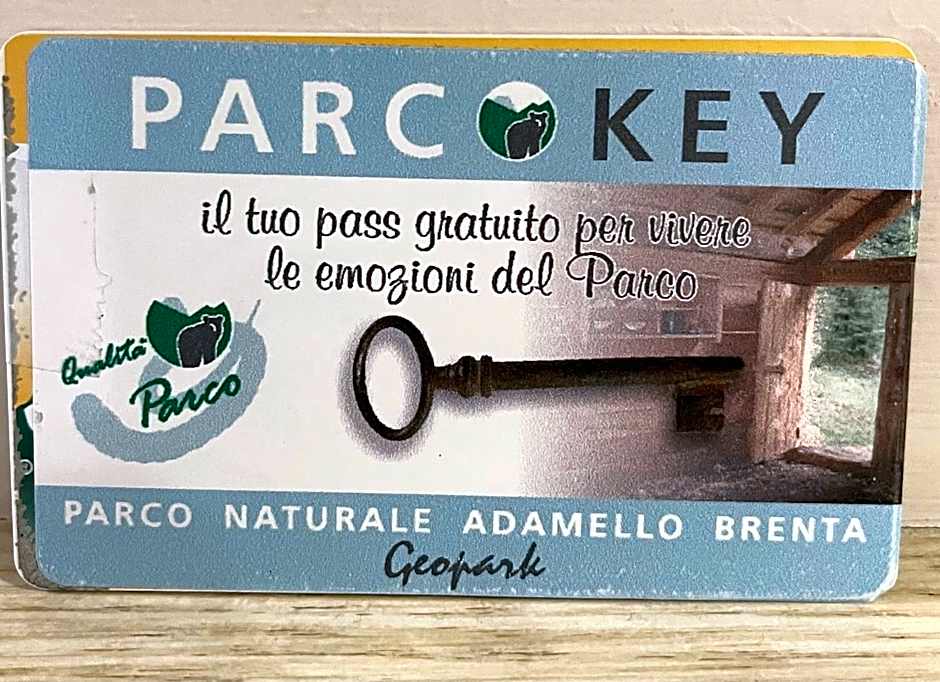 PARCO KEY
il tuo pass gratuito per vivere
le emozioni del Parco
Qualità
Parco
PARCO NATURALE ADAMELLO BRENTA
Geopark